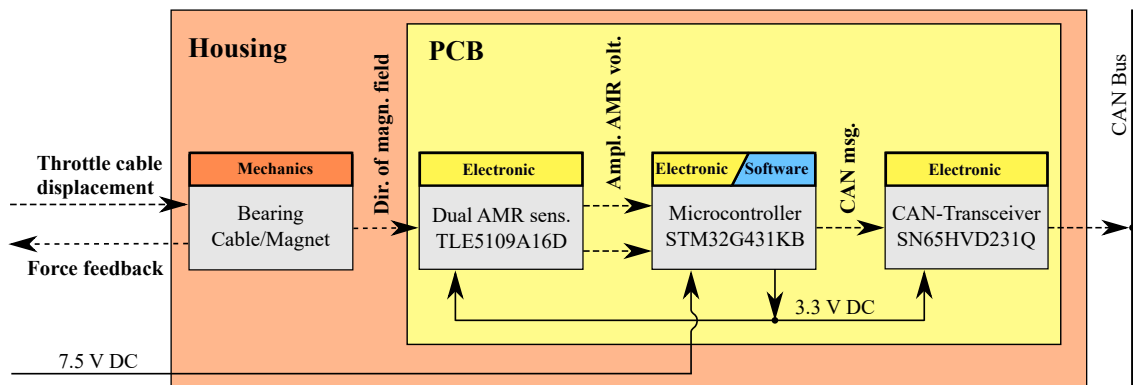 Housing
PCB
CAN Bus
Dir. of magn. field
Ampl. AMR volt.
CAN msg.
Throttle cable
displacement
Force feedback
Mechanics
Bearing
Cable/Magnet
Electronic
Dual AMR sens.
TLE5109A16D
Electronic
Software
Microcontroller
STM32G431KB
Electronic
CAN-Transceiver
SN65HVD231Q
3.3 V DC
7.5 V DC